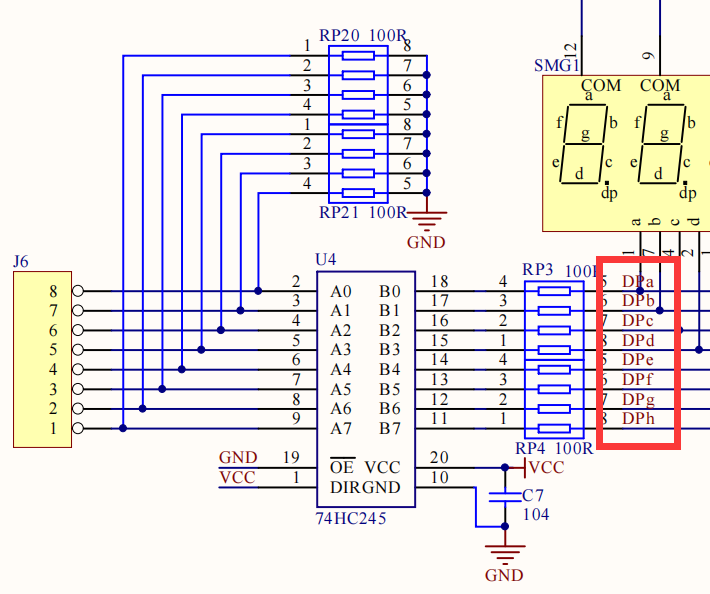 RP20 100R
1 8
2 7
3 6
4 5
1 8
2 7
3 6
4 5
RP21 100R
GND
12 9
SMG1
COM COM
a a
f b f b
g g
e c e c
d d
dp dp
a b c d
1 7 4 2 1
J6
8
7
6
5
4
3
2
1
U4
2 A0 B0 18
3 A1 B1 17
4 A2 B2 16
5 A3 B3 15
6 A4 B4 14
7 A5 B5 13
8 A6 B6 12
9 A7 B7 11
GND 19 OE VCC 20
VCC 1 DIR GND 10
74HC245
RP3 100R
4 5 DPa
3 6 DPb
2 7 DPc
1 8 DPd
4 5 DPe
3 6 DPf
2 7 DPg
1 8 DPh
RP4 100R
VCC
C7
104
GND